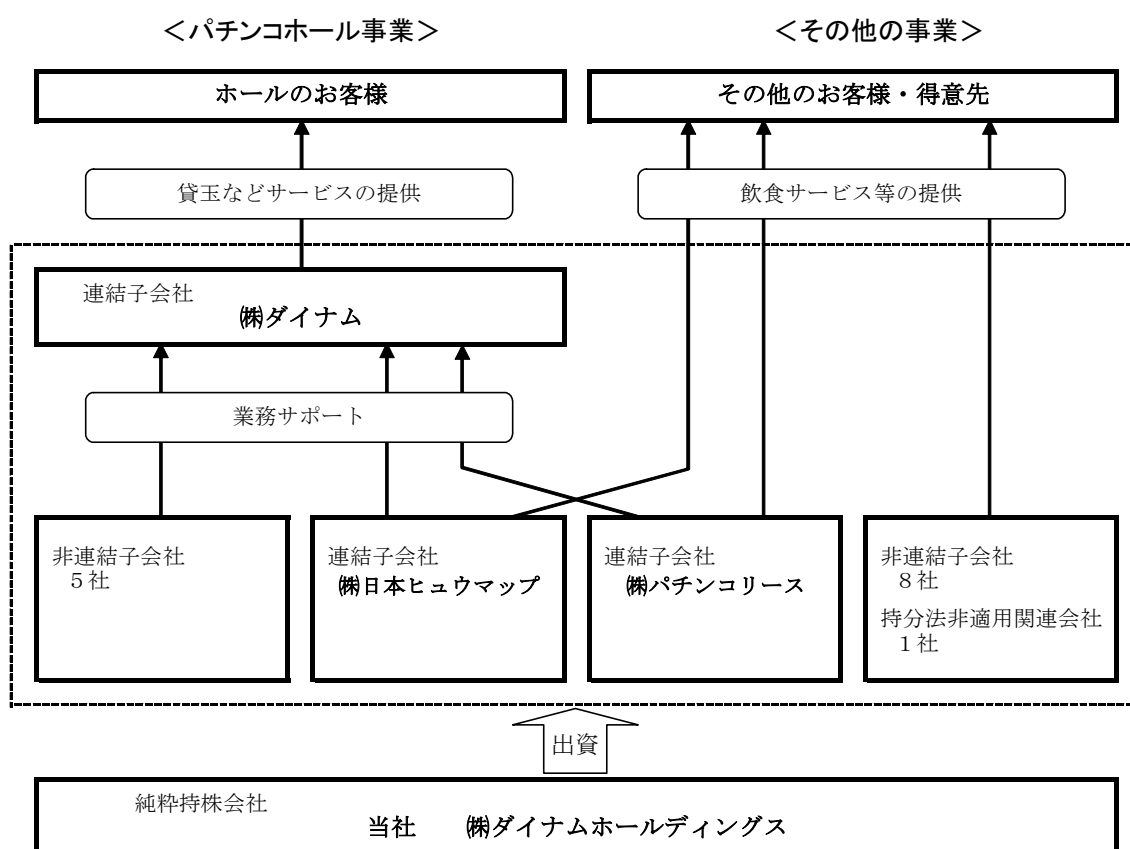 ＜パチンコホール事業＞
＜その他の事業＞
ホールのお客様
その他のお客様・得意先
貸玉などサービスの提供
飲食サービス等の提供
連結子会社
㈱ダイナム
業務サポート
非連結子会社
５社
連結子会社
㈱日本ヒュウマップ
連結子会社
㈱パチンコリース
非連結子会社
８社
持分法非適用関連会社
１社
出資
純粋持株会社
当社　㈱ダイナムホールディングス